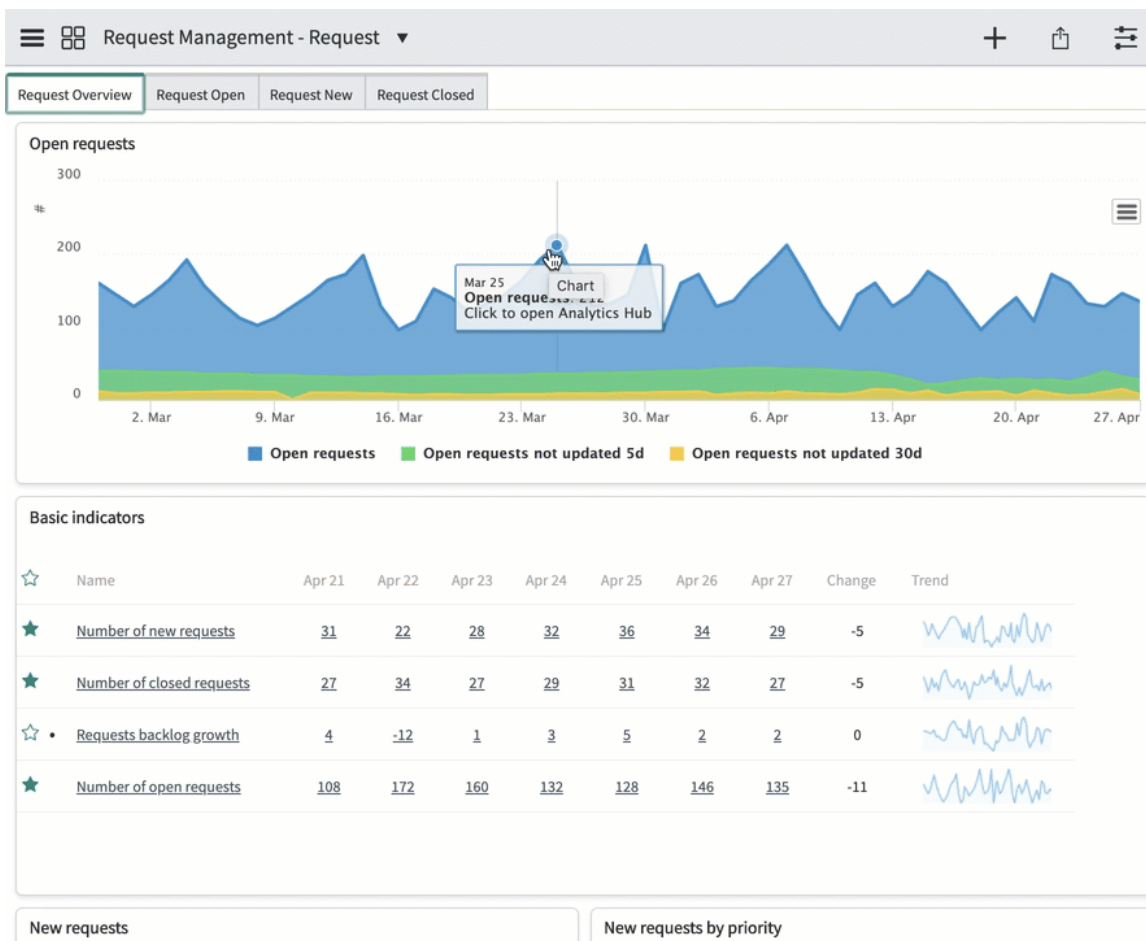 Request Management - Request ▼
Request Overview Request Open Request New Request Closed
Open requests
300
#
200
100
0
Mar 25
Chart
Open requests: 212
Click to open Analytics Hub
2. Mar 9. Mar 16. Mar 23. Mar 30. Mar 6. Apr 13. Apr 20. Apr 27. Apr
Open requests Open requests not updated 5d Open requests not updated 30d
Basic indicators
Name Apr 21 Apr 22 Apr 23 Apr 24 Apr 25 Apr 26 Apr 27 Change Trend
Number of new requests 31 22 28 32 36 34 29 -5
Number of closed requests 27 34 27 29 31 32 27 -5
• Requests backlog growth 4 -12 1 3 5 2 2 0
Number of open requests 108 172 160 132 128 146 135 -11
New requests New requests by priority